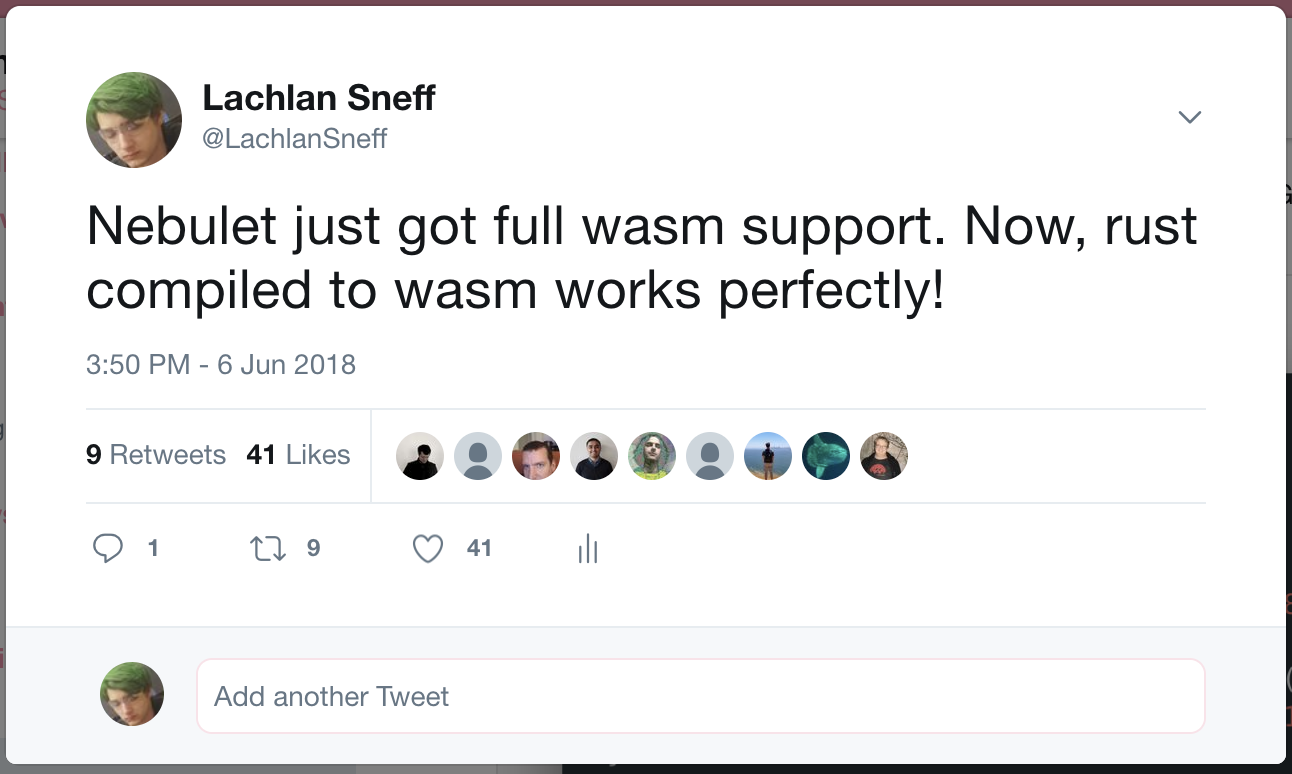 Lachlan Sneff
@LachlanSneff
Nebulet just got full wasm support. Now, rust
compiled to wasm works perfectly!
3:50 PM - 6 Jun 2018
9 Retweets 41 Likes
1 9 41
Add another Tweet